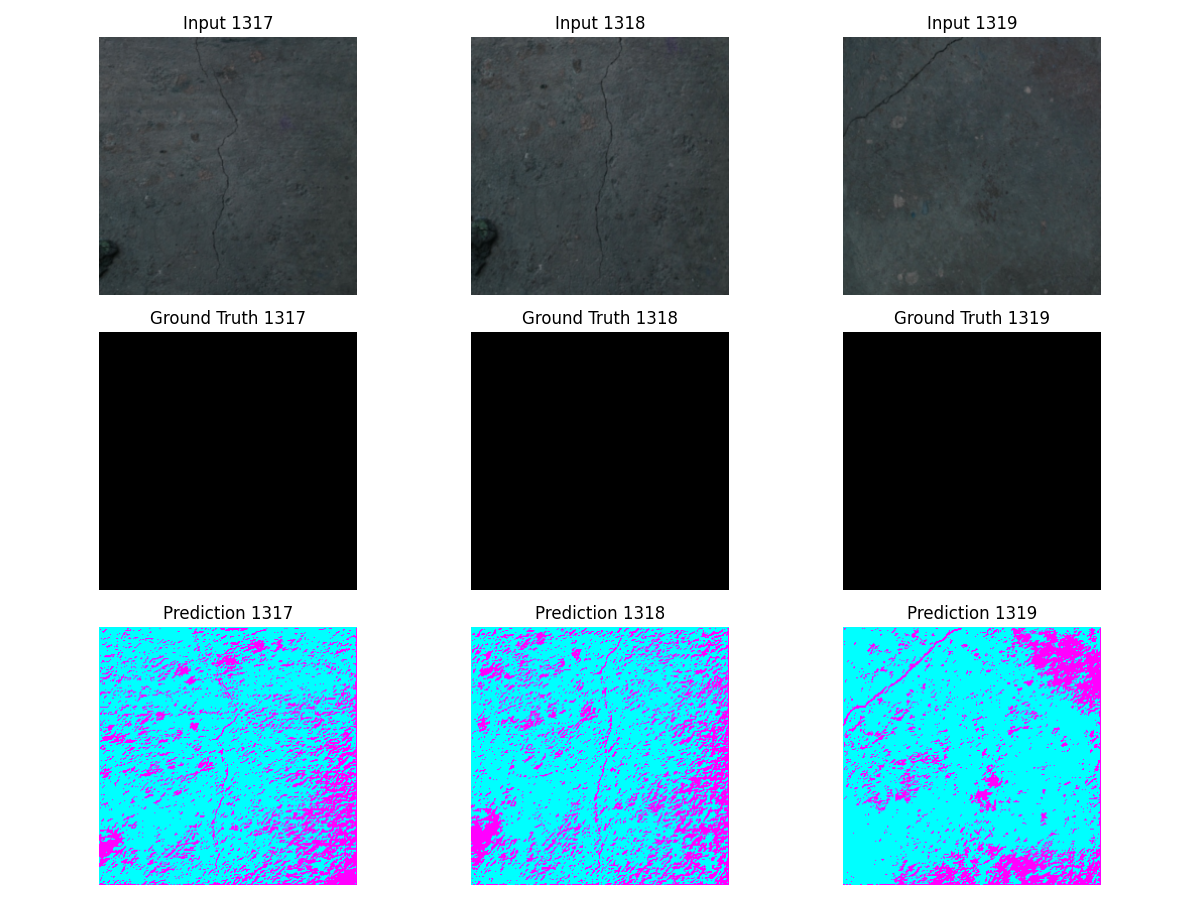 Input 1317
Input 1318
Input 1319
Ground Truth 1317
Ground Truth 1318
Ground Truth 1319
Prediction 1317
Prediction 1318
Prediction 1319